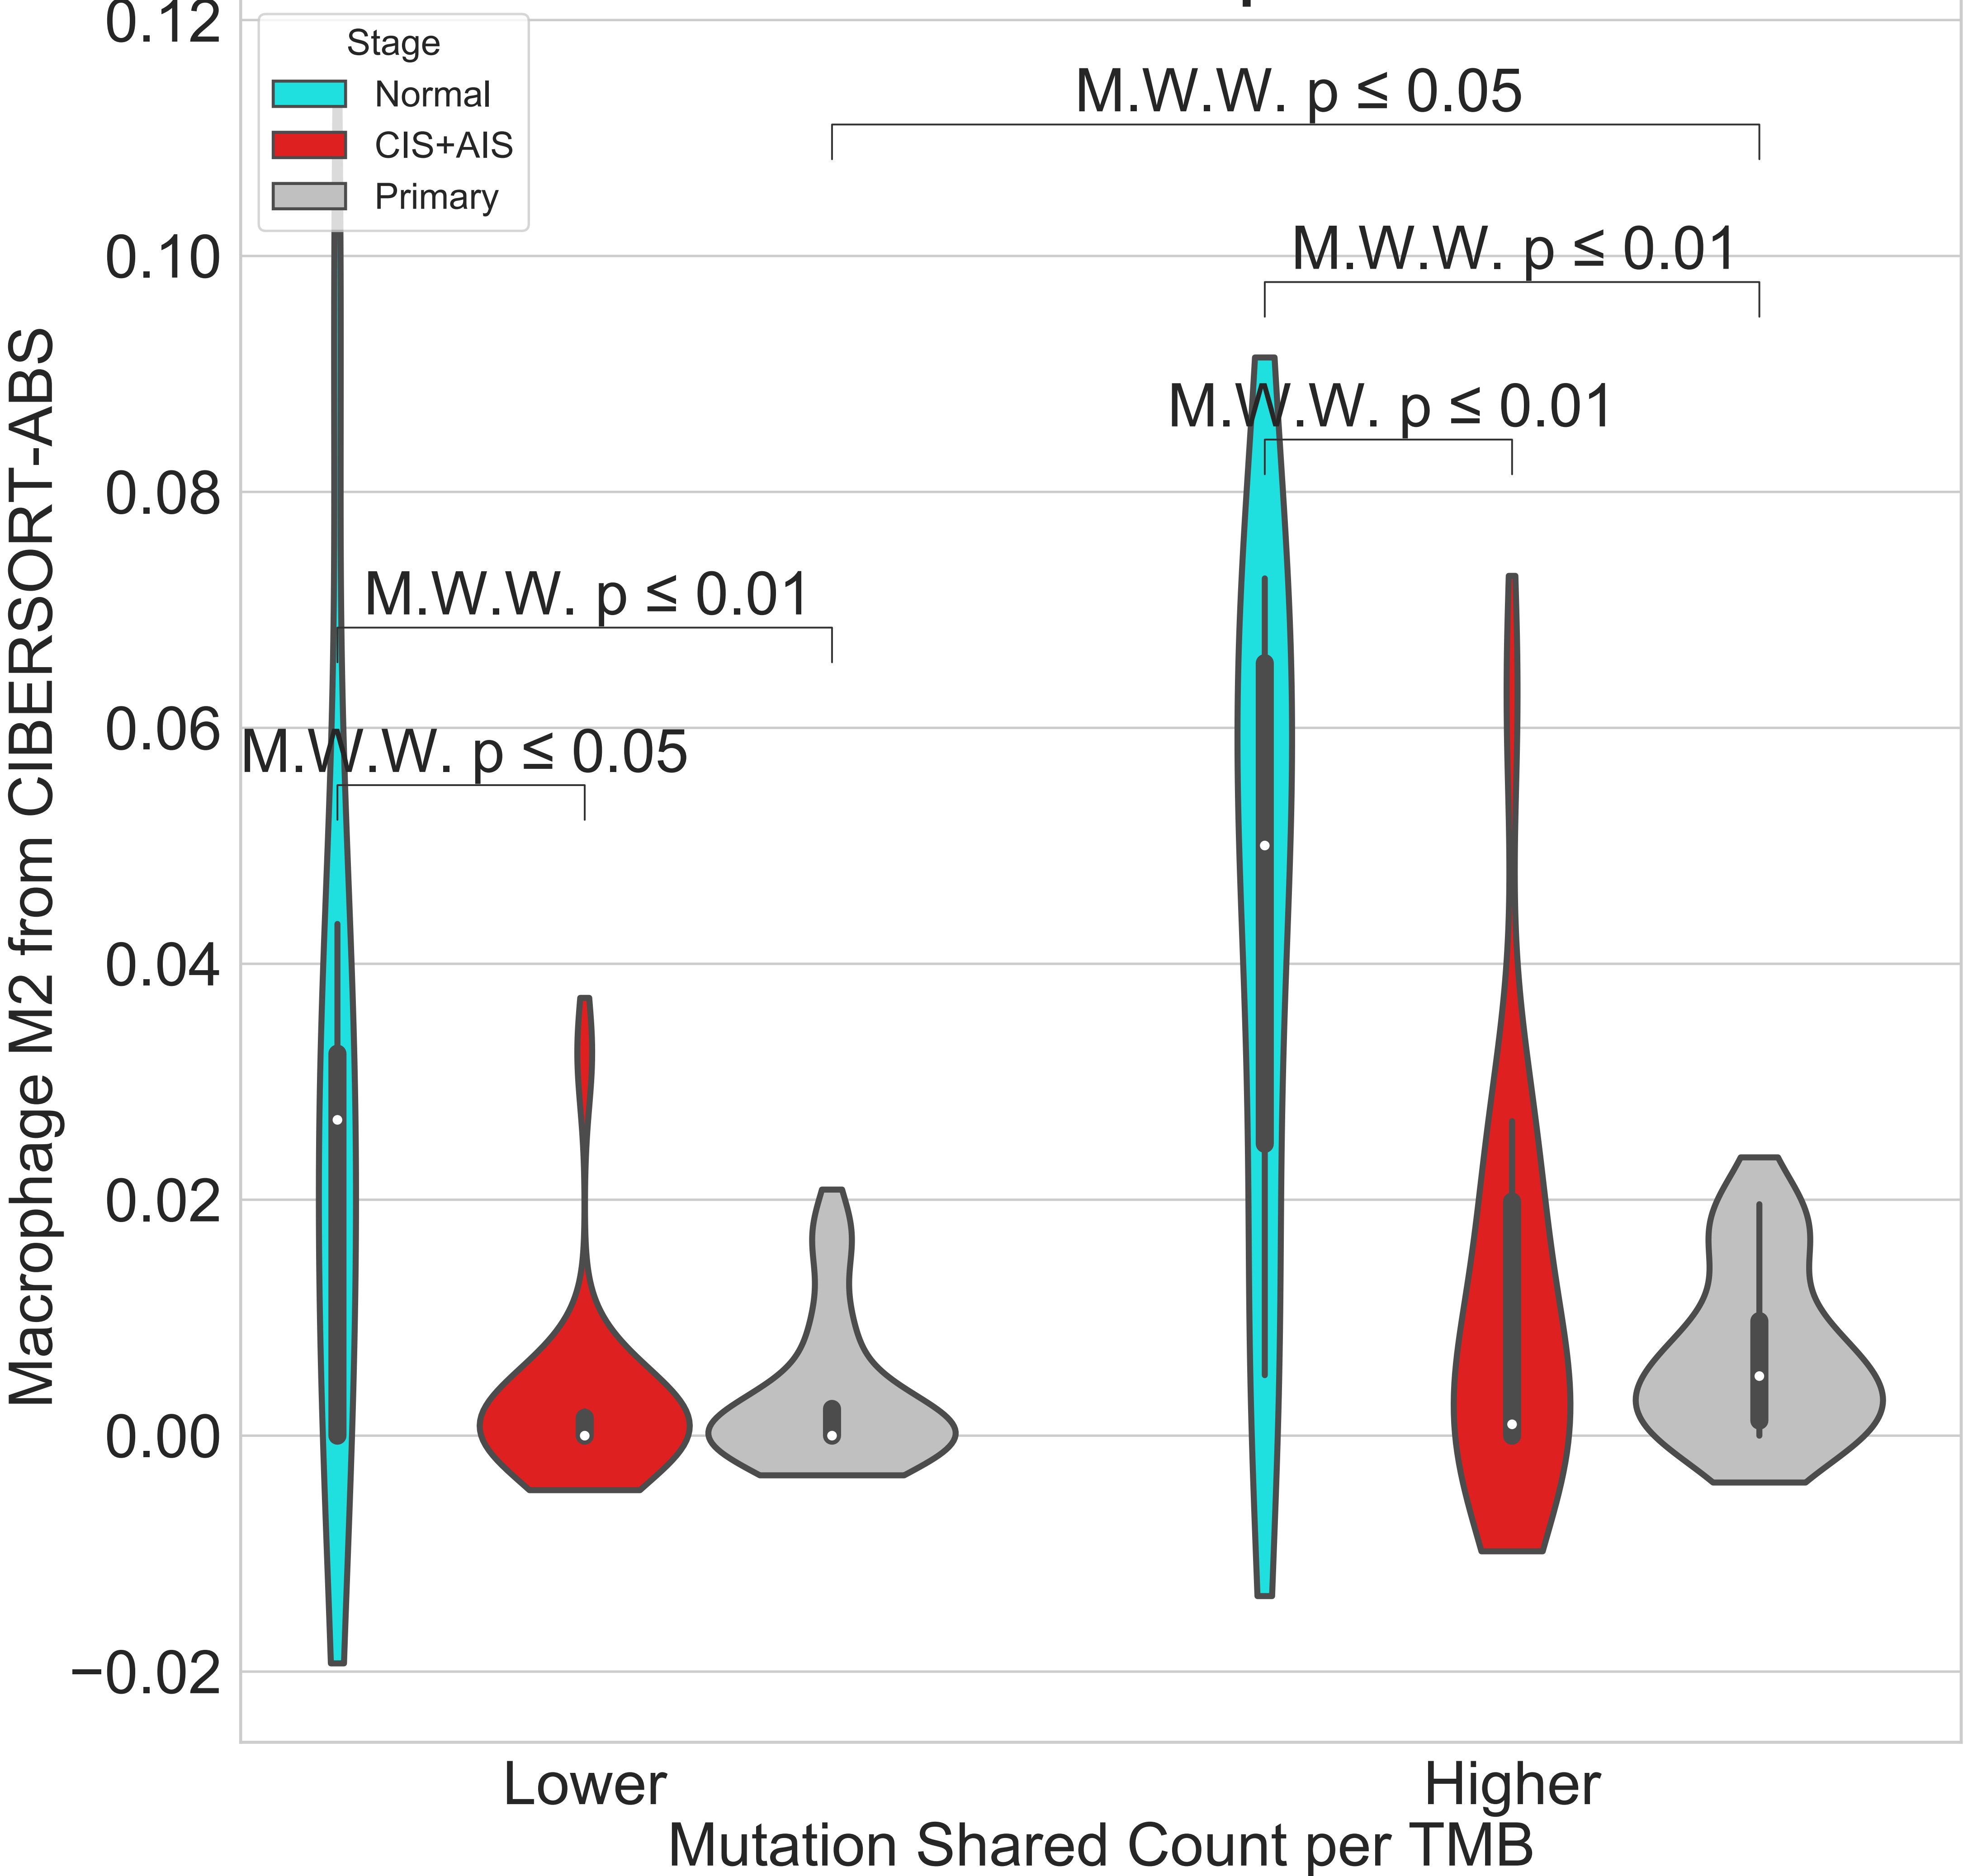 0.12
0.10
0.08
0.06
0.04
0.02
0.00
−0.02
Macrophage M2 from CIBERSORT-ABS
Stage
Normal
CIS+AIS
Primary
M.W.W. p ≤ 0.05
M.W.W. p ≤ 0.01
M.W.W. p ≤ 0.01
M.W.W. p ≤ 0.01
M.W.W. p ≤ 0.05
Lower
Higher
Mutation Shared Count per TMB